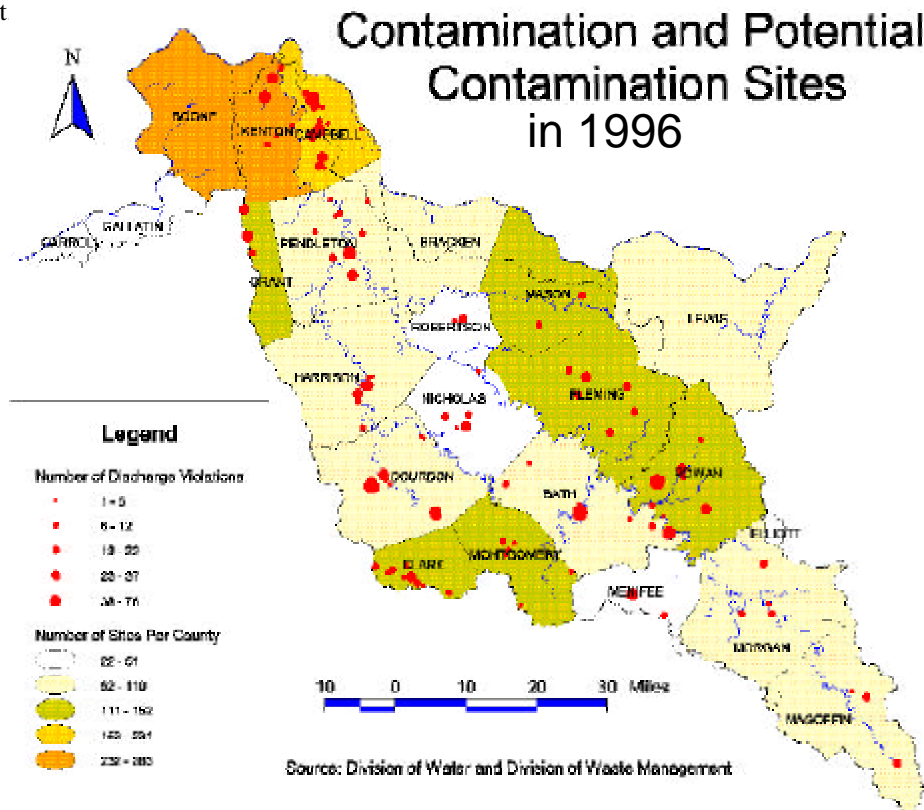 t
Contamination and Potential
Contamination Sites
in 1996
N
BOONE
KENTON
CAMPBELL
GALLATIN
CARROL
PENDLETON
BRACKEN
GRANT
MASON
LEWIS
ROBERTSON
HARRISON
NICHOLAS
FLEMING
BOURBON
ROWAN
BATH
CLARK
MONTGOMERY
ELLIOTT
MENIFEE
MORGAN
MAGOFFIN
Legend
Number of Discharge Violations
1 - 5
6 - 12
Number of Sites Per County
10 0 10 20 30 Miles
Source: Division of Water and Division of Waste Management